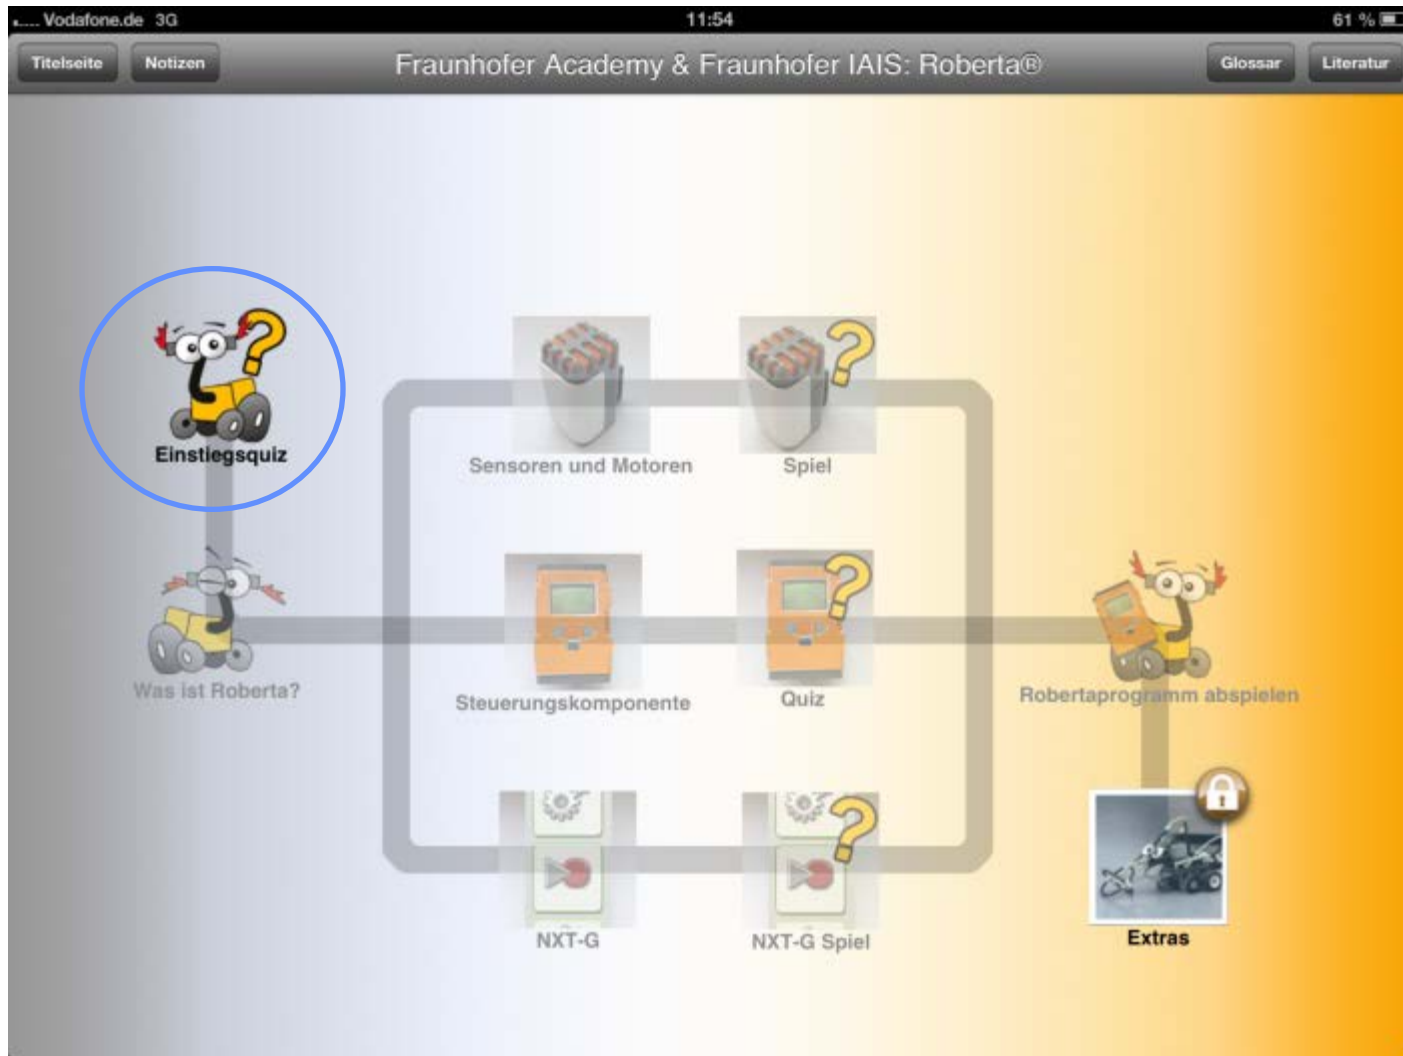 ..... Vodafone.de 3G
11:54
61 %
Titelseite
Notizen
Fraunhofer Academy & Fraunhofer IAIS: Roberta®
Glossar
Literatur
Einstiegsquiz
Sensoren und Motoren
Spiel
Was ist Roberta?
Steuerungskomponente
Quiz
Robertaprogramm abspielen
NXT-G
NXT-G Spiel
Extras